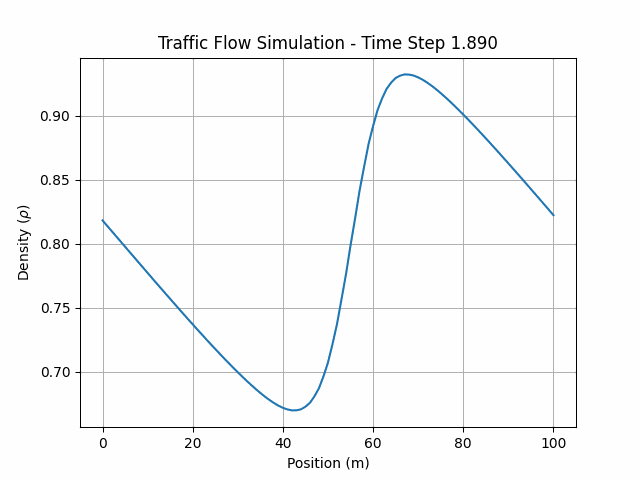 Traffic Flow Simulation - Time Step 1.890
Density (ρ)
0.90
0.85
0.80
0.75
0.70
0 20 40 60 80 100
Position (m)